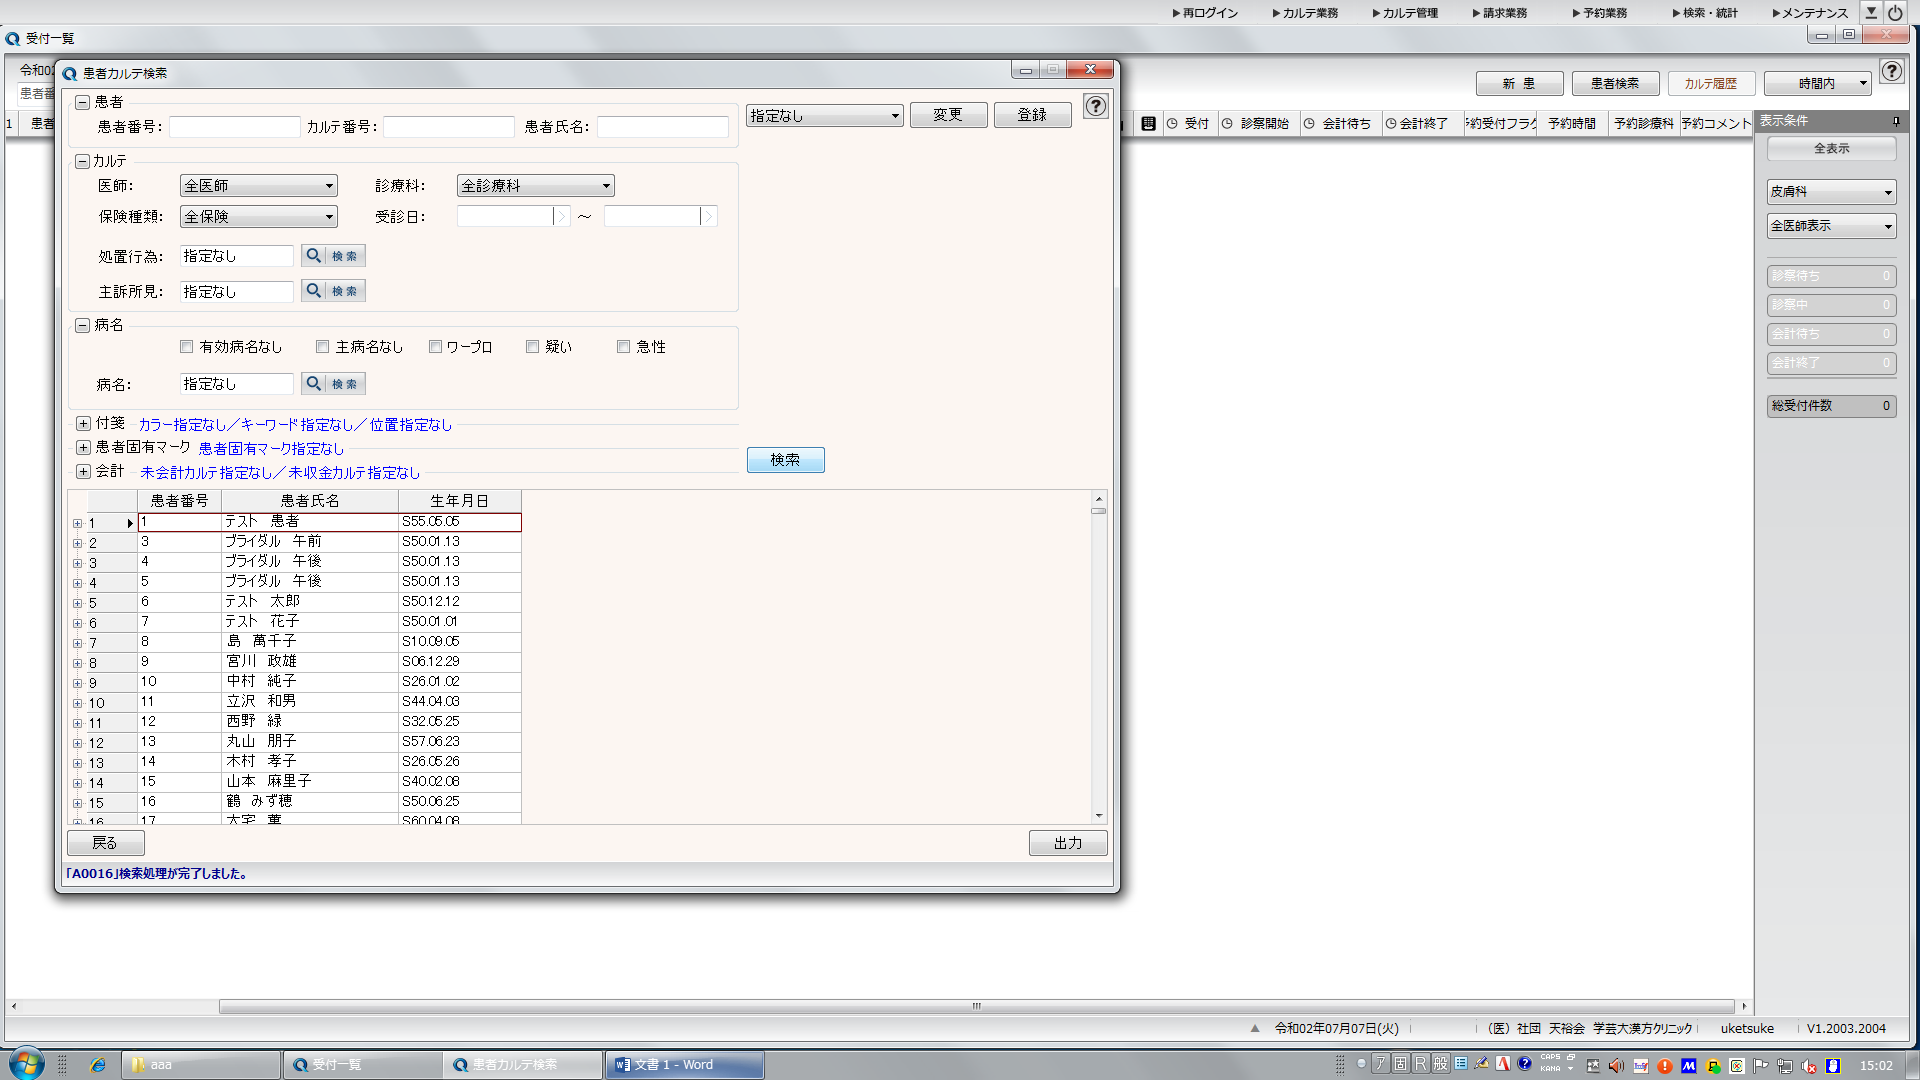 ▶再ログイン ▶カルテ業務 ▶カルテ管理 ▶請求業務 ▶予約業務 ▶検索・統計 ▶メンテナンス
受付一覧
令和02
患者番
新 患 患者検索 カルテ履歴 時間内
1 患者
受付 診察開始 会計待ち 会計終了 予約受付フラグ 予約時間 予約診療科 予約コメント
患者カルテ検索
患者
患者番号: カルテ番号: 患者氏名:
指定なし 変更 登録
カルテ
医師: 全医師 診療科: 全診療科
保険種類: 全保険 受診日: ～
処置行為: 指定なし 検索
主訴所見: 指定なし 検索
病名
有効病名なし 主病名なし ワープロ 疑い 急性
病名: 指定なし 検索
付箋 カラー指定なし／キーワード指定なし／位置指定なし
患者固有マーク 患者固有マーク指定なし
会計 未会計カルテ指定なし／未収金カルテ指定なし
検索
患者番号 患者氏名 生年月日
1 1 テスト 患者 S55.05.05
2 3 ブライダル 午前 S50.01.13
3 4 ブライダル 午後 S50.01.13
4 5 ブライダル 午後 S50.01.13
5 6 テスト 太郎 S50.12.12
6 7 テスト 花子 S50.01.01
7 8 島 萬千子 S10.09.05
8 9 宮川 政雄 S06.12.29
9 10 中村 純子 S26.01.02
10 11 立沢 和男 S44.04.03
11 12 西野 緑 S32.05.25
12 13 丸山 朋子 S57.06.23
13 14 木村 孝子 S26.05.26
14 15 山本 麻里子 S40.02.08
15 16 鶴 みず穂 S50.06.25
16 17 大宅 薫 S60.04.08
戻る 出力
「A0016」検索処理が完了しました。
表示条件
全表示
皮膚科
全医師表示
診察待ち 0
診察中 0
会計待ち 0
会計終了 0
総受付件数 0
令和02年07月07日(火) （医）社団 天裕会 学芸大漢方クリニック uketsuke V1.2003.2004
aaa 受付一覧 患者カルテ検索 文書 1 - Word
ア 固 R 般 CAPS KANA 15:02